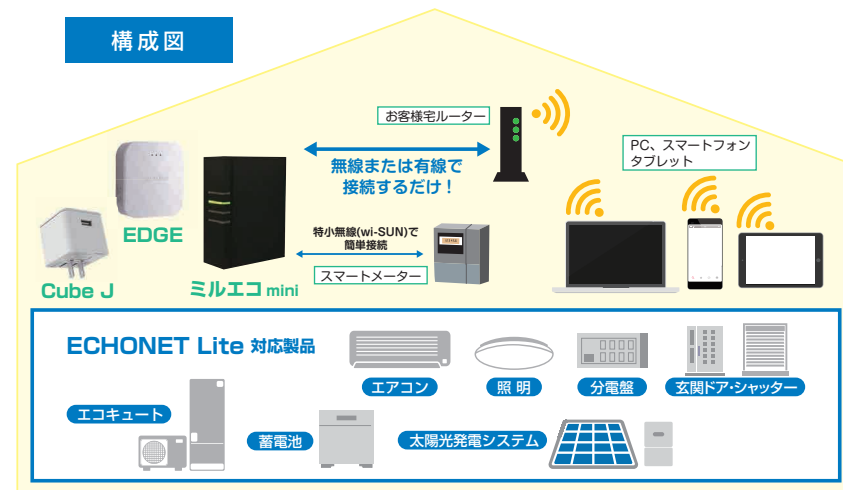 構成図
お客様宅ルーター
PC、スマートフォン
タブレット
無線または有線で
接続するだけ！
EDGE
特小無線(wi-SUN)で
簡単接続
スマートメーター
Cube J
ミルエコ mini
ECHONET Lite 対応製品
エアコン
照 明
分電盤
玄関ドア・シャッター
エコキュート
蓄電池
太陽光発電システム